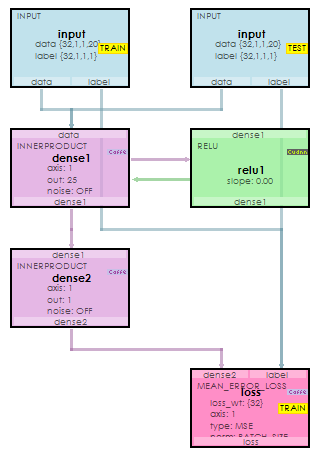 INPUT
input
data {32,1,1,20}
TRAIN
label {32,1,1,1}
data label
INPUT
input
data {32,1,1,20}
TEST
label {32,1,1,1}
data label
data
INNERPRODUCT
dense1
Caffe
axis: 1
out: 25
noise: OFF
dense1
dense1
RELU
Cudnn
relu1
slope: 0.00
dense1
dense1
INNERPRODUCT
dense2
Caffe
axis: 1
out: 1
noise: OFF
dense2
dense2 label
MEAN_ERROR_LOSS
loss
Caffe
loss_wt: {32}
TRAIN
axis: 1
type: MSE
norm: BATCH_SIZE
loss